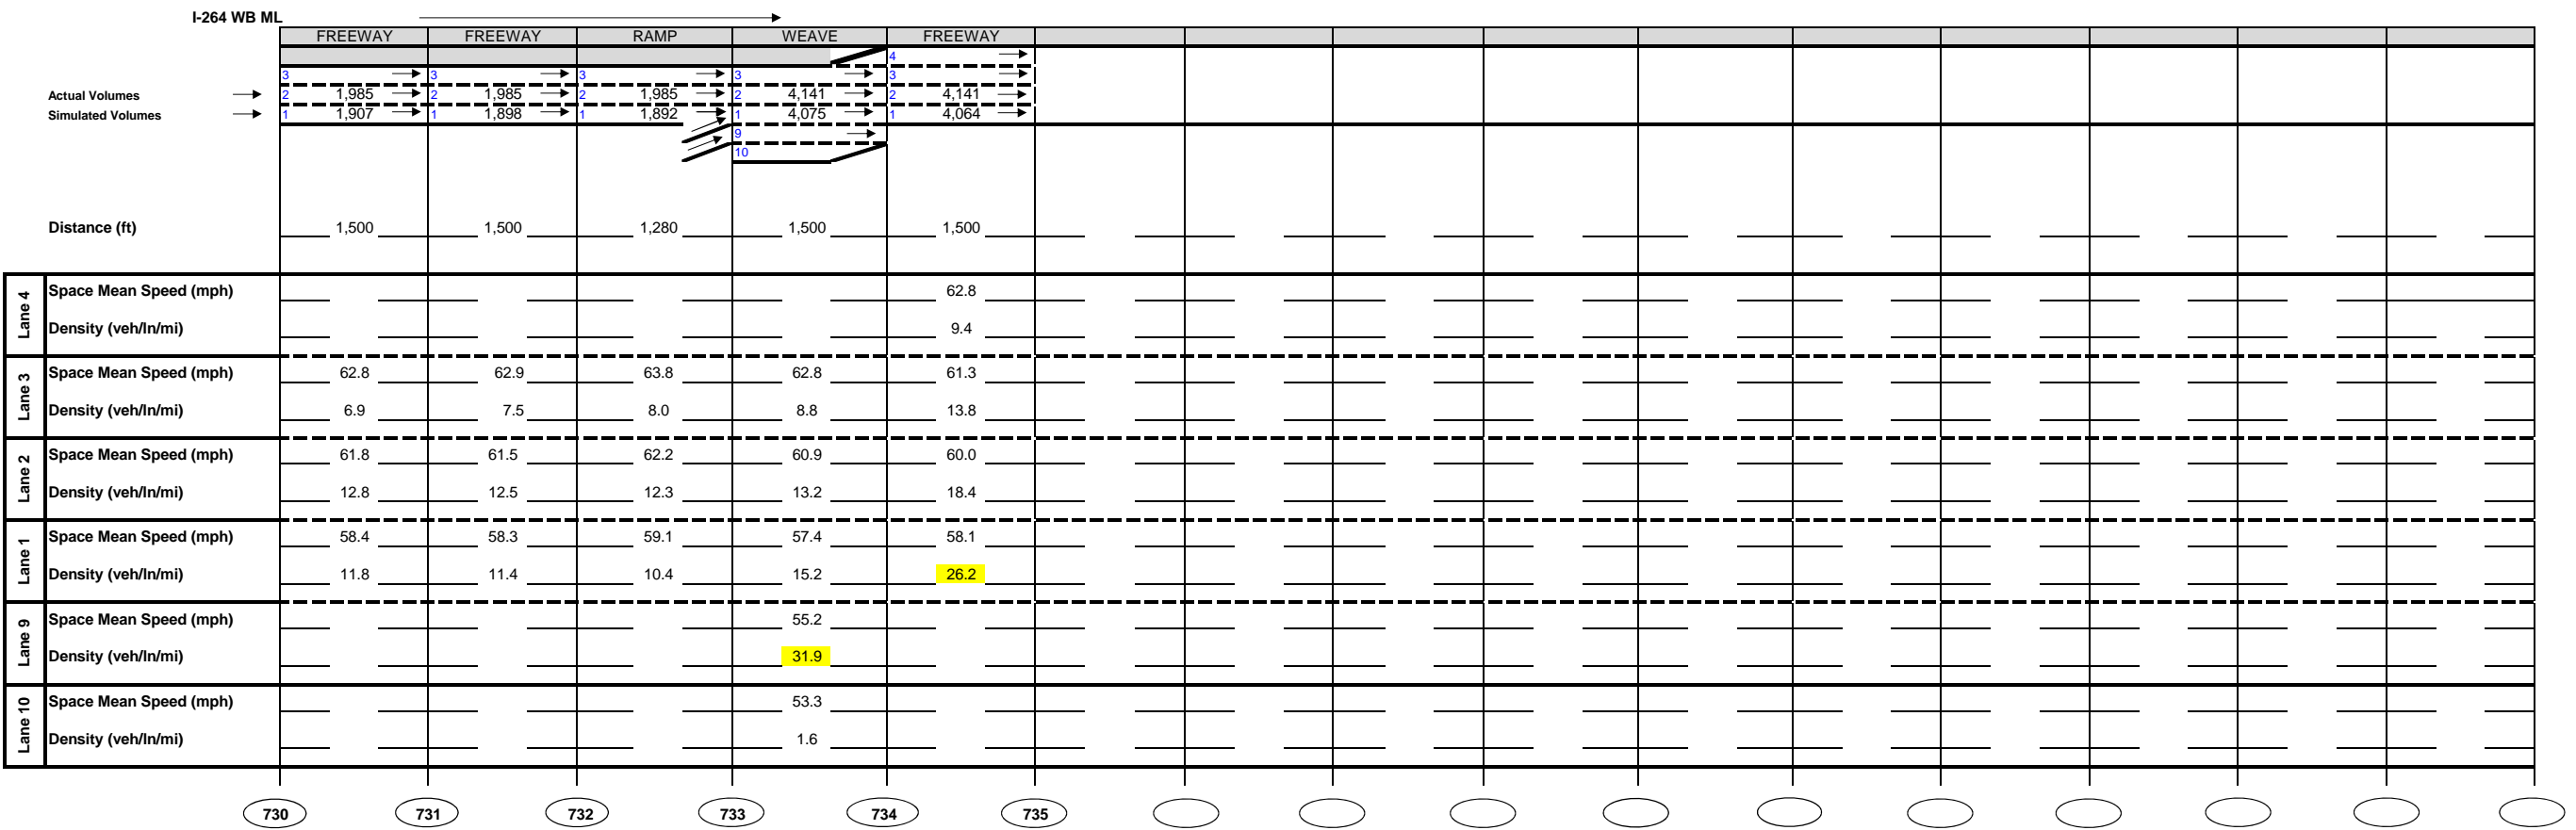 I-264 WB ML
FREEWAY FREEWAY RAMP WEAVE FREEWAY
4
3 3 3 3 3
Actual Volumes 2 1,985 2 1,985 2 1,985 2 4,141 2 4,141
Simulated Volumes 1 1,907 1 1,898 1 1,892 1 4,075 1 4,064
9
10
Distance (ft) 1,500 1,500 1,280 1,500 1,500
Lane 4
Space Mean Speed (mph) 62.8
Density (veh/ln/mi) 9.4
Lane 3
Space Mean Speed (mph) 62.8 62.9 63.8 62.8 61.3
Density (veh/ln/mi) 6.9 7.5 8.0 8.8 13.8
Lane 2
Space Mean Speed (mph) 61.8 61.5 62.2 60.9 60.0
Density (veh/ln/mi) 12.8 12.5 12.3 13.2 18.4
Lane 1
Space Mean Speed (mph) 58.4 58.3 59.1 57.4 58.1
Density (veh/ln/mi) 11.8 11.4 10.4 15.2 26.2
Lane 9
Space Mean Speed (mph) 55.2
Density (veh/ln/mi) 31.9
Lane 10
Space Mean Speed (mph) 53.3
Density (veh/ln/mi) 1.6
730 731 732 733 734 735